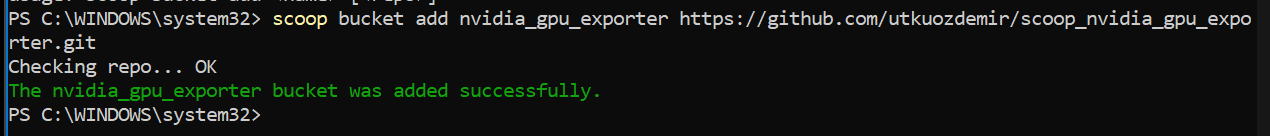 PS C:\WINDOWS\system32> scoop bucket add nvidia_gpu_exporter https://github.com/utkuozdemir/scoop_nvidia_gpu_expo
rter.git
Checking repo... OK
The nvidia_gpu_exporter bucket was added successfully.
PS C:\WINDOWS\system32>